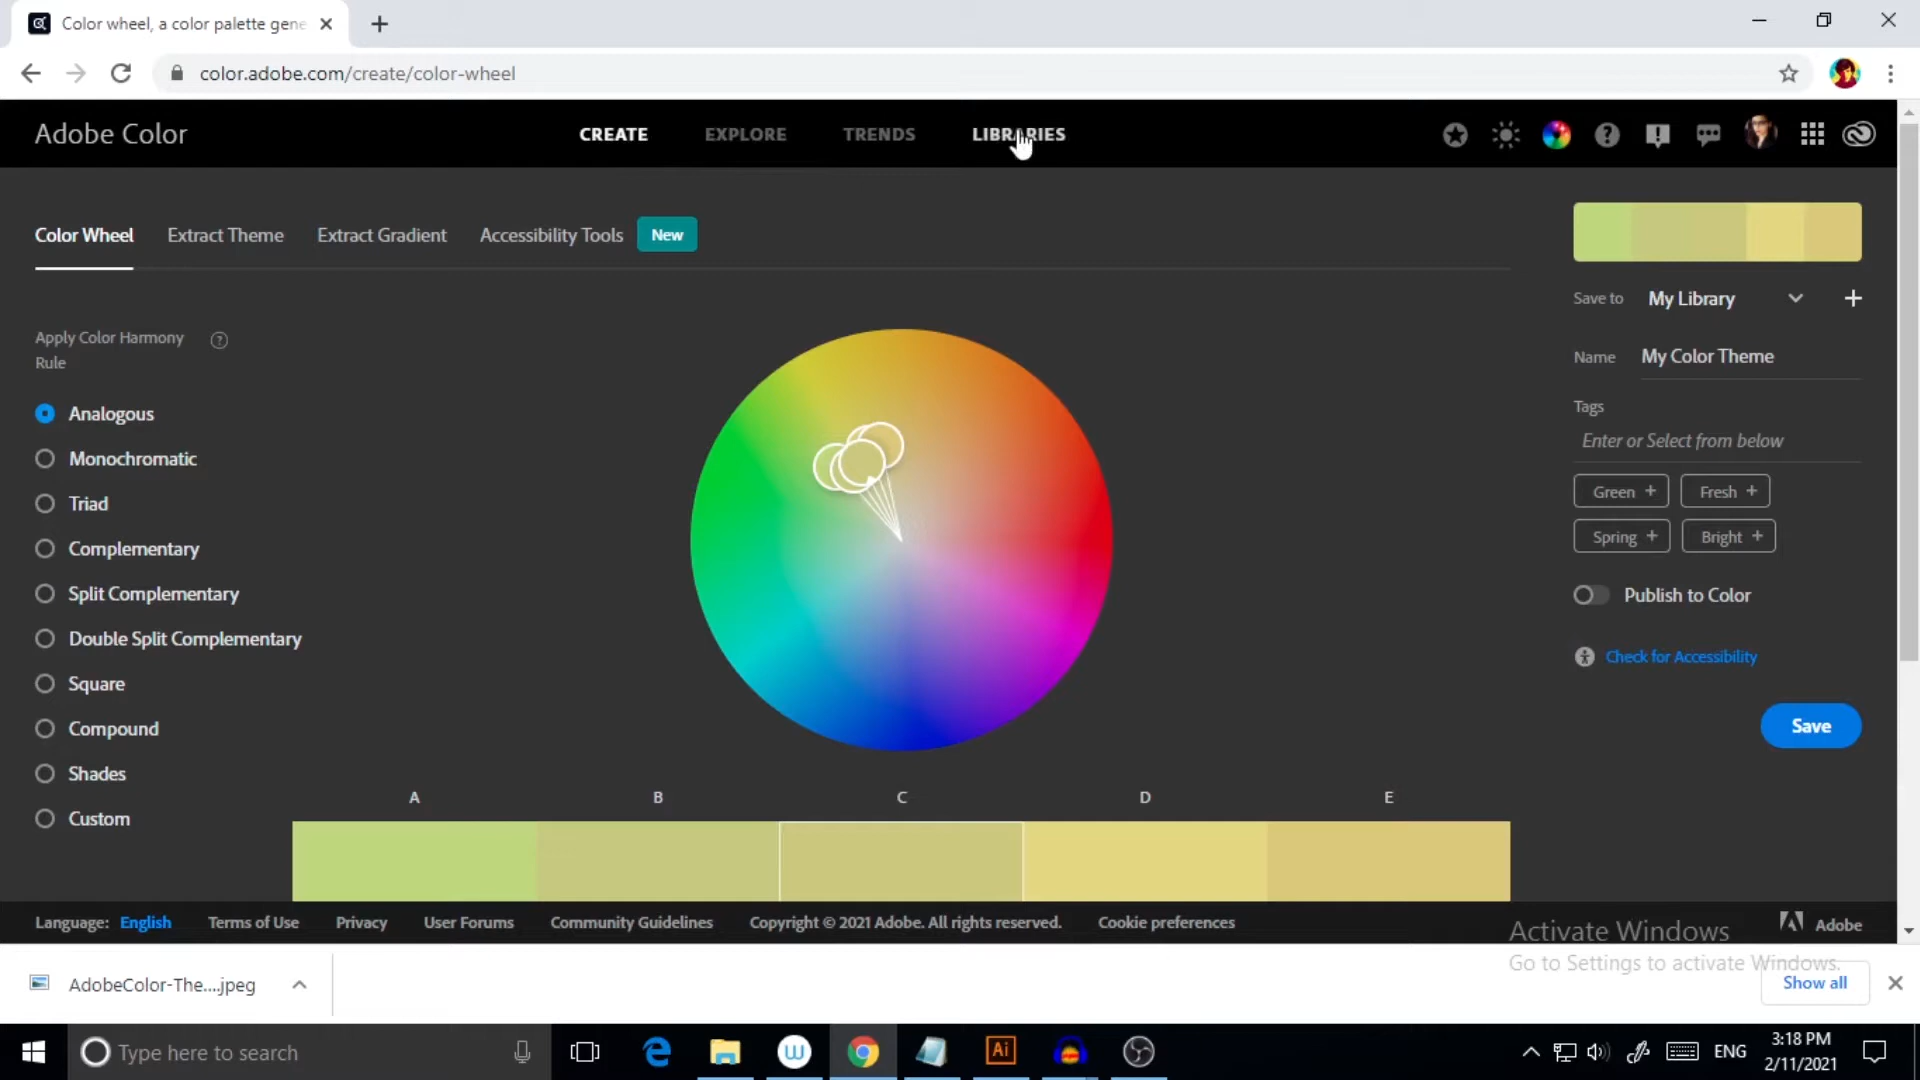 Color wheel, a color palette gene
color.adobe.com/create/color-wheel
Adobe Color
CREATE
EXPLORE
TRENDS
LIBRARIES
Color Wheel
Extract Theme
Extract Gradient
Accessibility Tools
New
Save to
My Library
Name
My Color Theme
Tags
Enter or Select from below
Green +
Fresh +
Spring +
Bright +
Publish to Color
Check for Accessibility
Save
Apply Color Harmony
Rule
Analogous
Monochromatic
Triad
Complementary
Split Complementary
Double Split Complementary
Square
Compound
Shades
Custom
A
B
C
D
E
Language: English
Terms of Use
Privacy
User Forums
Community Guidelines
Copyright © 2021 Adobe. All rights reserved.
Cookie preferences
Adobe
Activate Windows
Go to Settings to activate Windows.
AdobeColor-The....jpeg
Show all
Type here to search
W
Ai
ENG
3:18 PM
2/11/2021